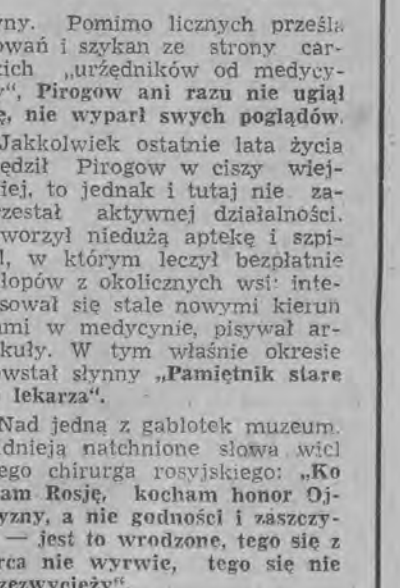 yny. Pomimo licznych prześla
owań i szykan ze strony car-
kich „urzędników od medycy-
y“, Pirogow ani razu nie ugiął
ę, nie wyparł swych poglądów.
Jakkolwiek ostatnie lata życia
ędził Pirogow w ciszy wiej-
iej, to jednak i tutaj nie za-
rzestał aktywnej działalności.
worzył niedużą aptekę i szpi-
l, w którym leczył bezpłatnie
łopów z okolicznych wsi: inte-
sował się stale nowymi kierun
ami w medycynie, pisywał ar-
kuły. W tym właśnie okresie
owstał słynny „Pamiętnik stare
lekarza“.
Nad jedną z gablotek muzeum.
dnieją natchnione słowa wiel
ego chirurga rosyjskiego: „Ko
am Rosję, kocham honor Oj-
yzny, a nie godności i zaszczy-
— jest to wrodzone, tego się z
rca nie wyrwie, tego się nie
zezwycięży“